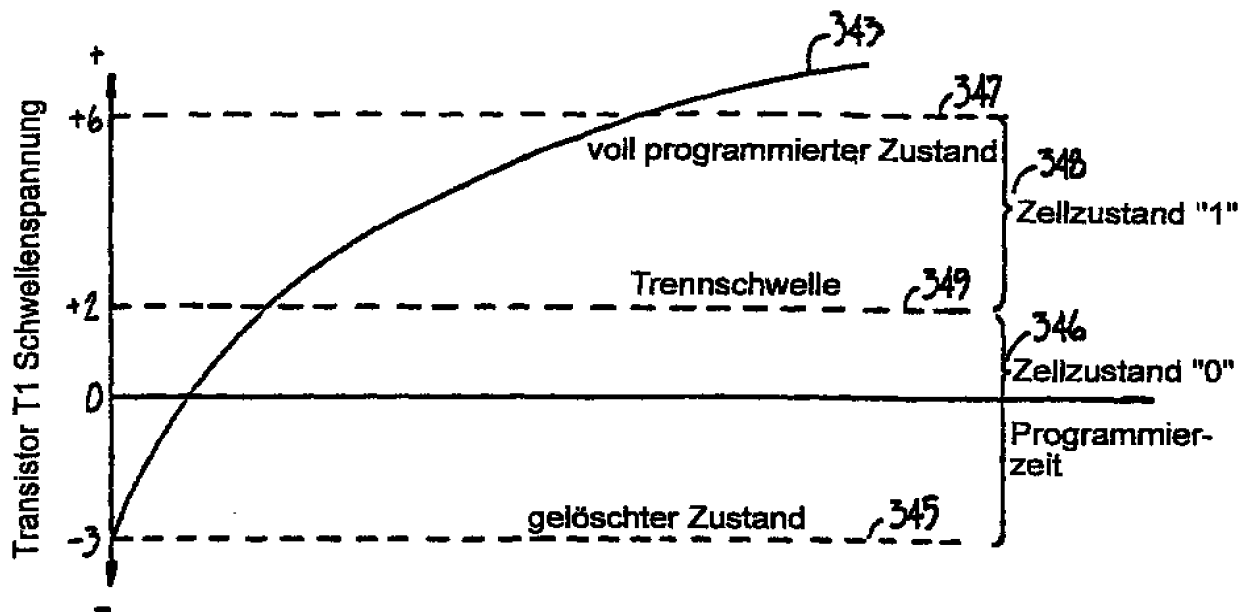 +
343
+6
347
voll programmierter Zustand
348
Zellzustand "1"
Trennschwelle
349
+2
346
Zellzustand "0"
0
Programmier-
zeit
gelöschter Zustand
345
-3
-
Transistor T1 Schwellenspannung